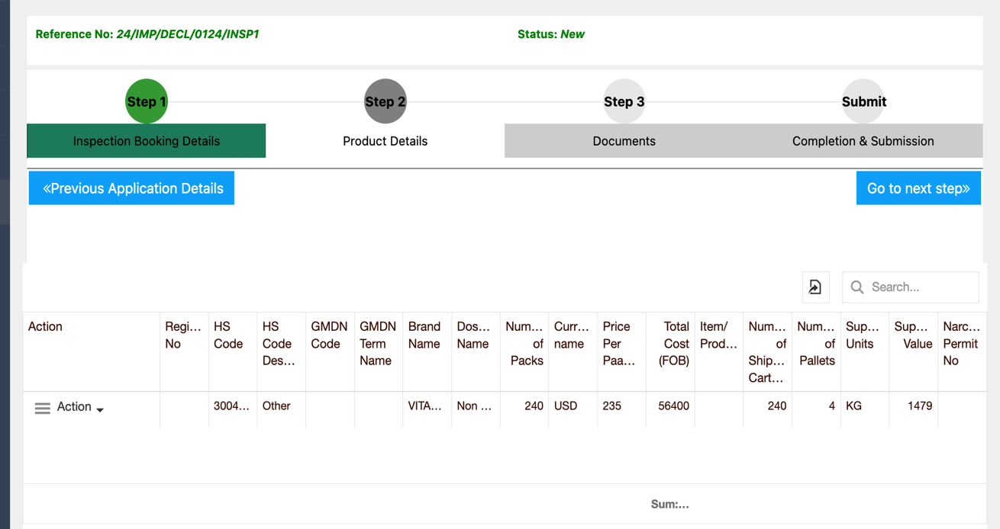 Reference No: 24/IMP/DECL/0124/INSP1 Status: New
Step 1 Step 2 Step 3 Submit
Inspection Booking Details Product Details Documents Completion & Submission
«Previous Application Details Go to next step»
Search...
Action Regi... HS HS GMDN GMDN Brand Dos... Num... Curr... Price Total Item/ Num... Num... Sup... Sup... Narc...
No Code Code Code Term Name Name of name Per Cost Prod... of of Units Value Permit
Des... Name Packs Paa... (FOB) Ship... Pallets No
Cart...
Action 3004... Other VITA... Non ... 240 USD 235 56400 240 4 KG 1479
Sum:...